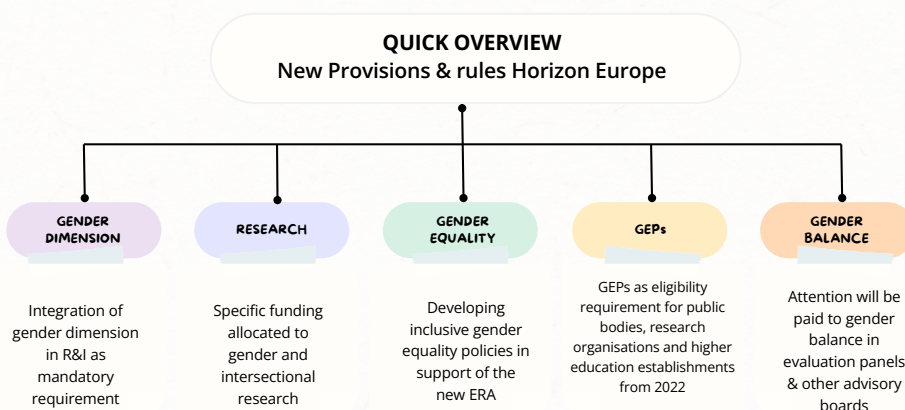 QUICK OVERVIEW
New Provisions & rules Horizon Europe
GENDER
DIMENSION
Integration of
gender dimension
in R&I as
mandatory
requirement
RESEARCH
Specific funding
allocated to
gender and
intersectional
research
GENDER
EQUALITY
Developing
inclusive gender
equality policies in
support of the
new ERA
GEPs
GEPs as eligibility
requirement for public
bodies, research
organisations and higher
education establishments
from 2022
GENDER
BALANCE
Attention will be
paid to gender
balance in
evaluation panels
& other advisory
boards